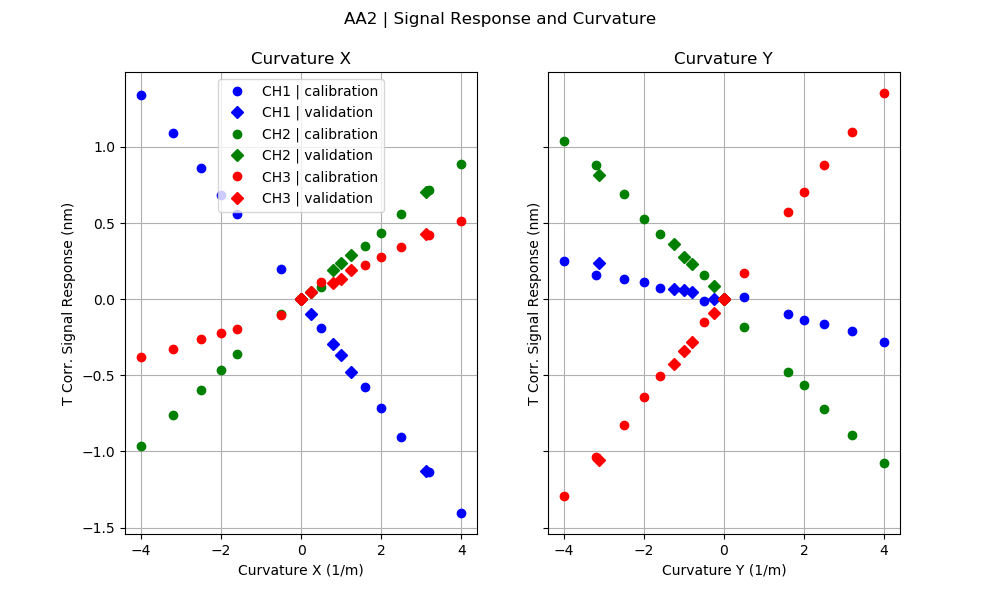 AA2 | Signal Response and Curvature
Curvature X
CH1 | calibration
CH1 | validation
CH2 | calibration
CH2 | validation
CH3 | calibration
CH3 | validation
T Corr. Signal Response (nm)
1.0
0.5
0.0
−0.5
−1.0
−1.5
−4
−2
0
2
4
Curvature X (1/m)
Curvature Y
T Corr. Signal Response (nm)
−4
−2
0
2
4
Curvature Y (1/m)